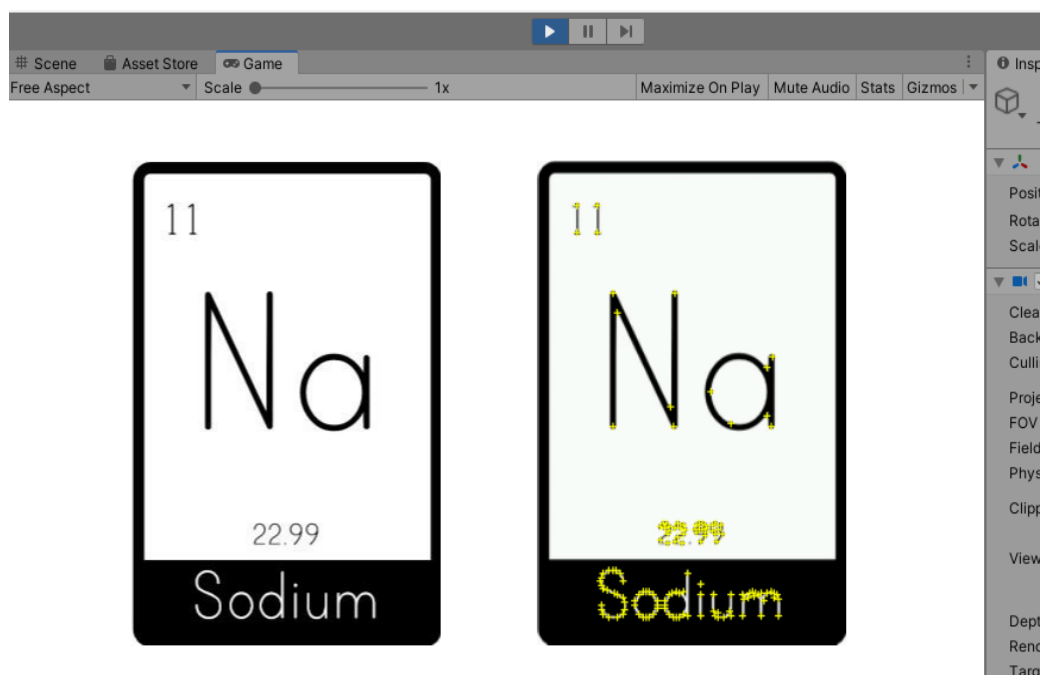 Scene Asset Store Game
Free Aspect Scale 1x Maximize On Play Mute Audio Stats Gizmos
11
Na
22.99
Sodium
11
Na
22.99
Sodium